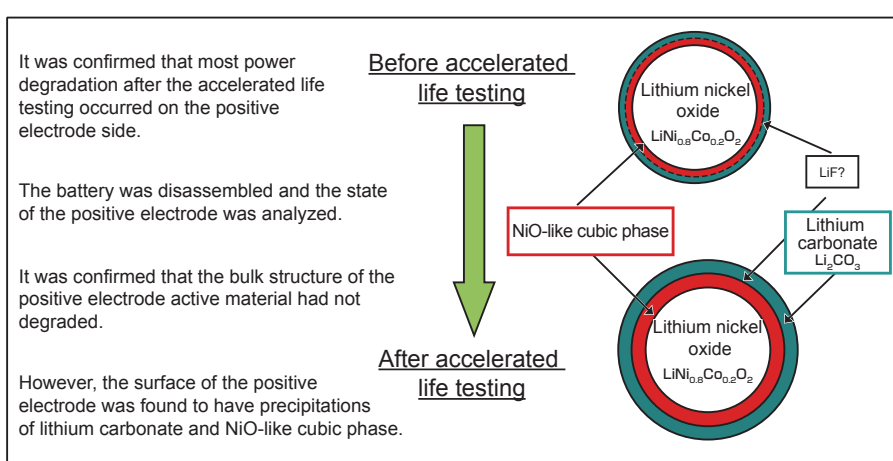 It was confirmed that most power
degradation after the accelerated life
testing occurred on the positive
electrode side.
The battery was disassembled and the state
of the positive electrode was analyzed.
It was confirmed that the bulk structure of the
positive electrode active material had not
degraded.
However, the surface of the positive
electrode was found to have precipitations
of lithium carbonate and NiO-like cubic phase.
Before accelerated
life testing
After accelerated
life testing
Lithium nickel
oxide
LiNi₀.₈Co₀.₂O₂
LiF?
NiO-like cubic phase
Lithium
carbonate
Li₂CO₃
Lithium nickel
oxide
LiNi₀.₈Co₀.₂O₂